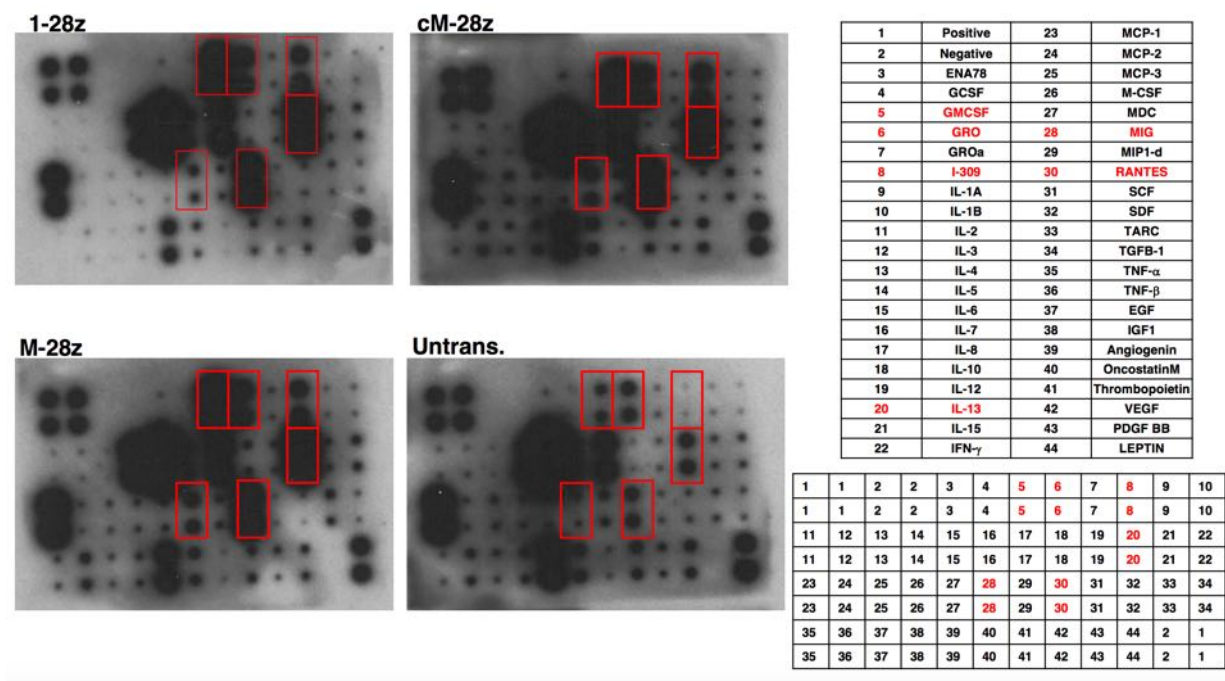 1-28z
cM-28z
M-28z
Untrans.
1 Positive 23 MCP-1
2 Negative 24 MCP-2
3 ENA78 25 MCP-3
4 GCSF 26 M-CSF
5 GMCSF 27 MDC
6 GRO 28 MIG
7 GROa 29 MIP1-d
8 I-309 30 RANTES
9 IL-1A 31 SCF
10 IL-1B 32 SDF
11 IL-2 33 TARC
12 IL-3 34 TGFB-1
13 IL-4 35 TNF-α
14 IL-5 36 TNF-β
15 IL-6 37 EGF
16 IL-7 38 IGF1
17 IL-8 39 Angiogenin
18 IL-10 40 OncostatinM
19 IL-12 41 Thrombopoietin
20 IL-13 42 VEGF
21 IL-15 43 PDGF BB
22 IFN-γ 44 LEPTIN
1 1 2 2 3 4 5 6 7 8 9 10
1 1 2 2 3 4 5 6 7 8 9 10
11 12 13 14 15 16 17 18 19 20 21 22
11 12 13 14 15 16 17 18 19 20 21 22
23 24 25 26 27 28 29 30 31 32 33 34
23 24 25 26 27 28 29 30 31 32 33 34
35 36 37 38 39 40 41 42 43 44 2 1
35 36 37 38 39 40 41 42 43 44 2 1